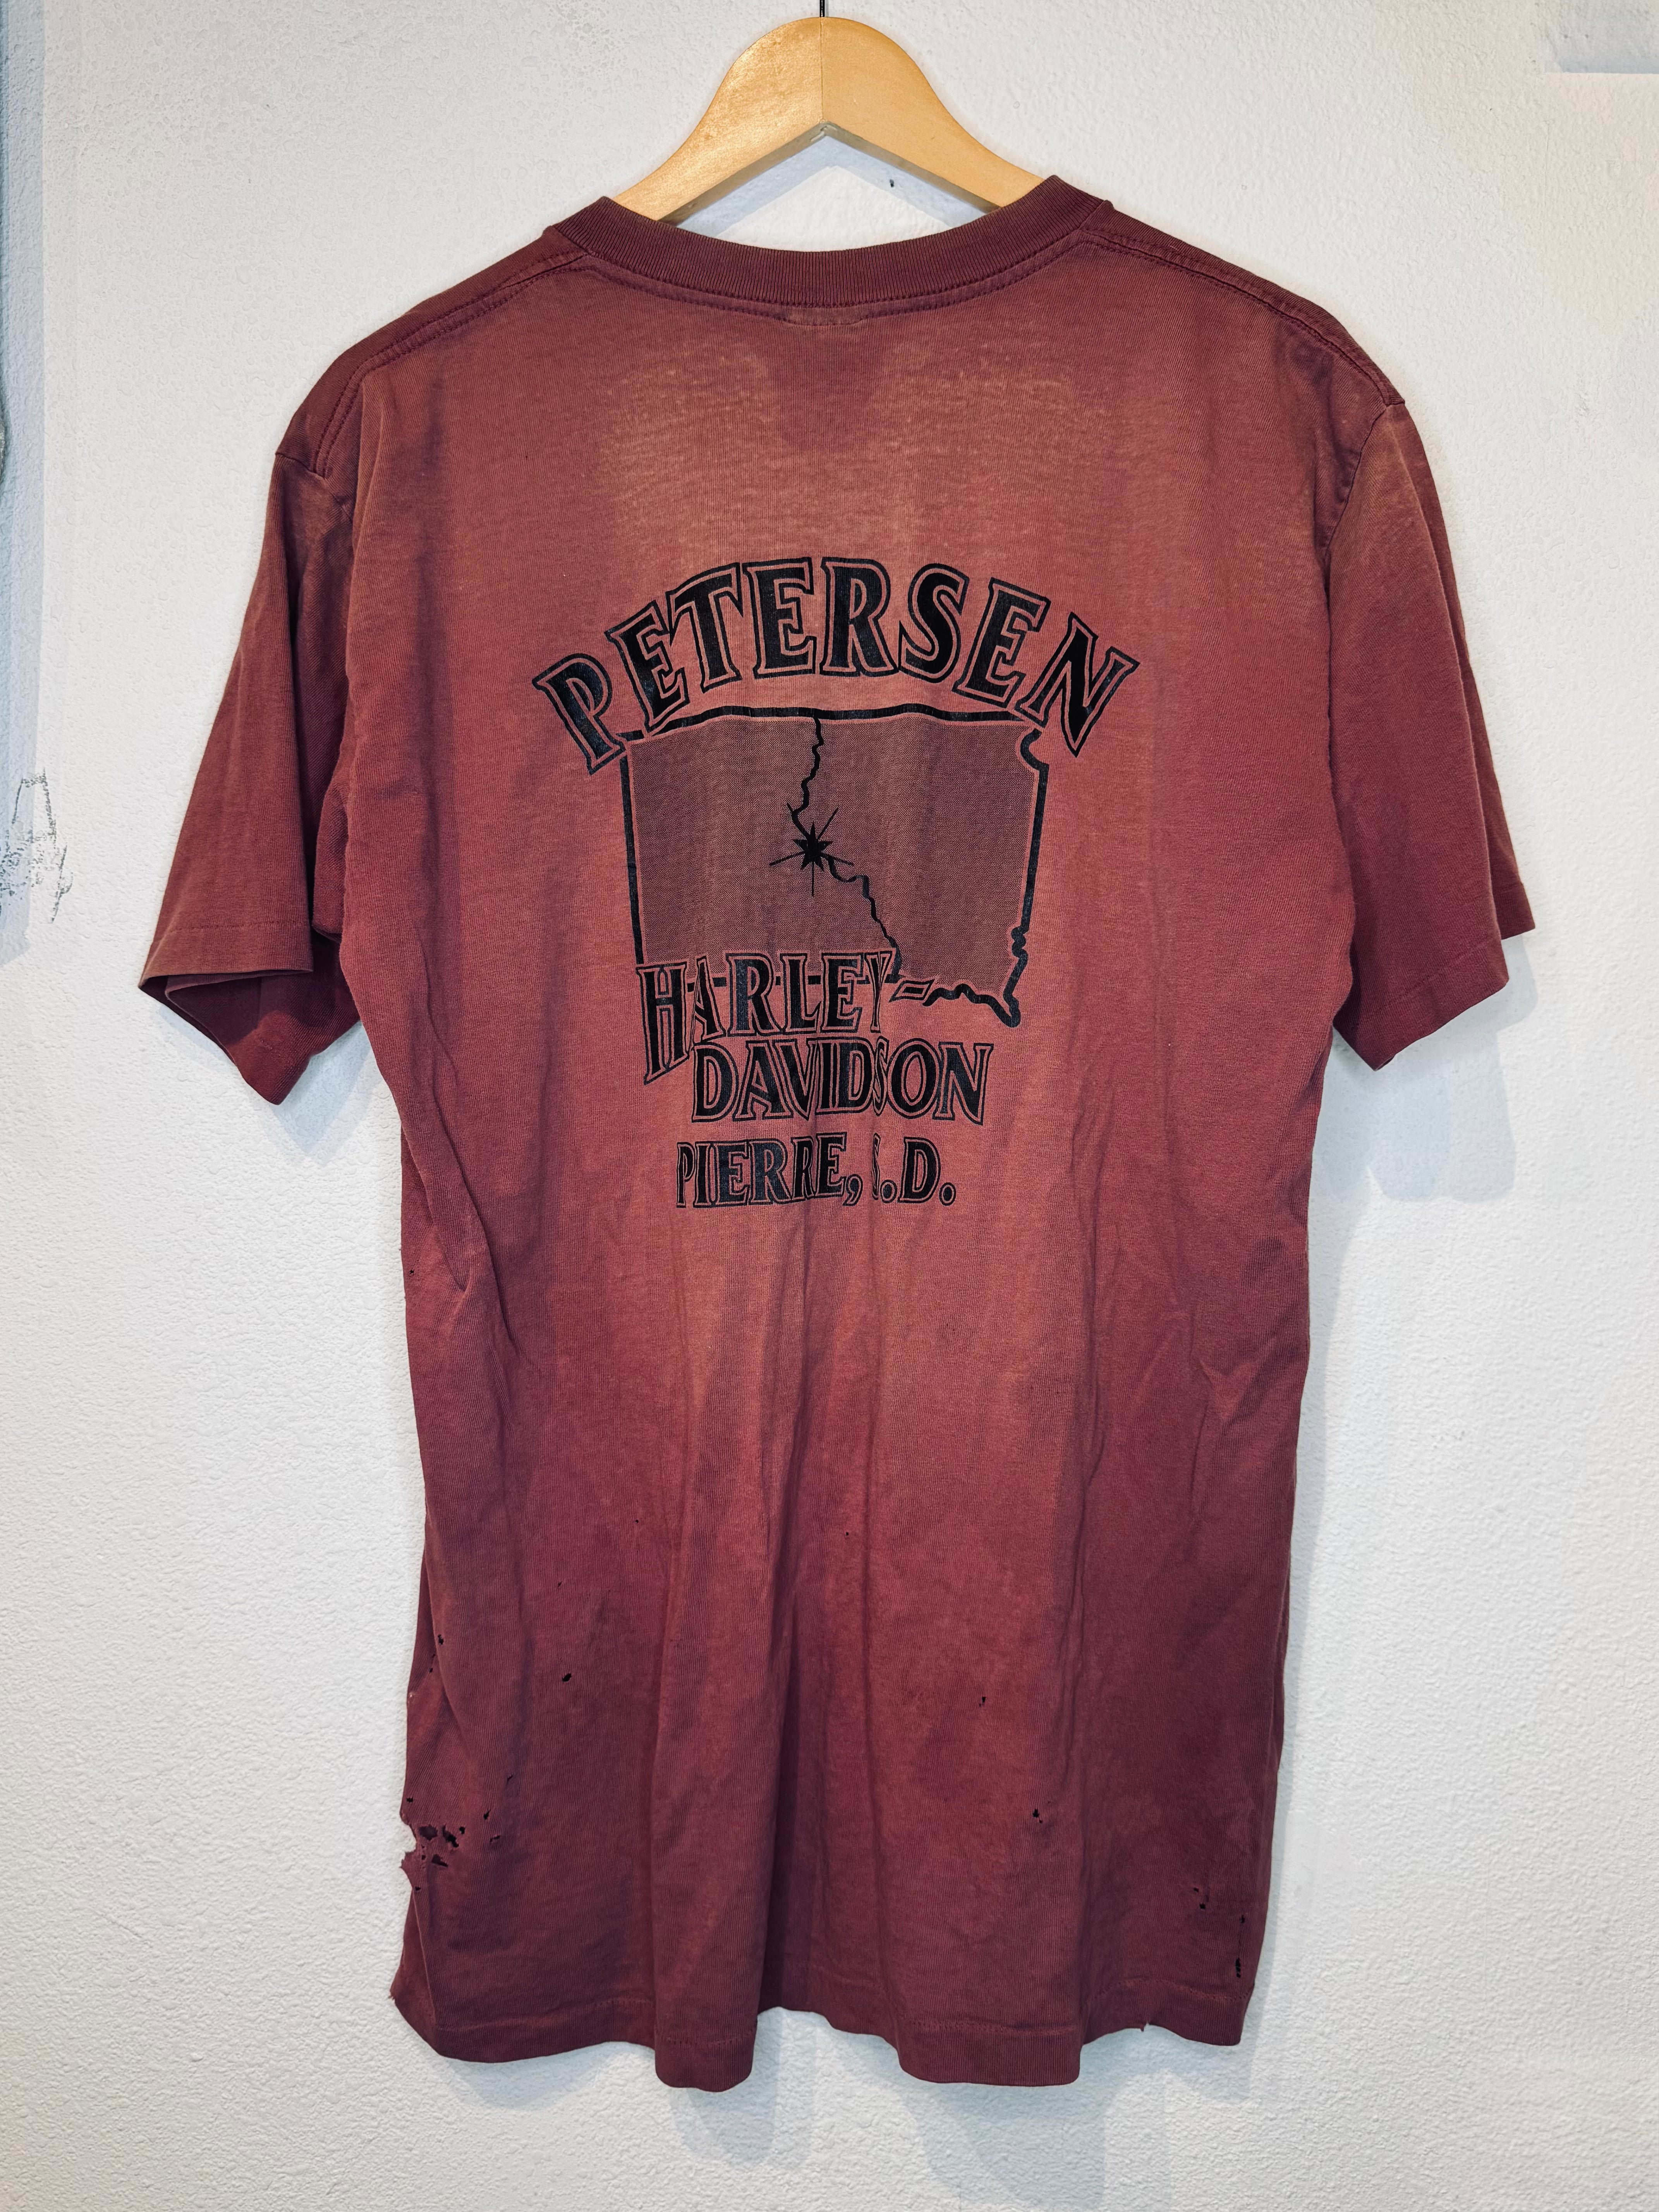 PETERSEN
HARLEY-
DAVIDSON
PIERRE, S.D.